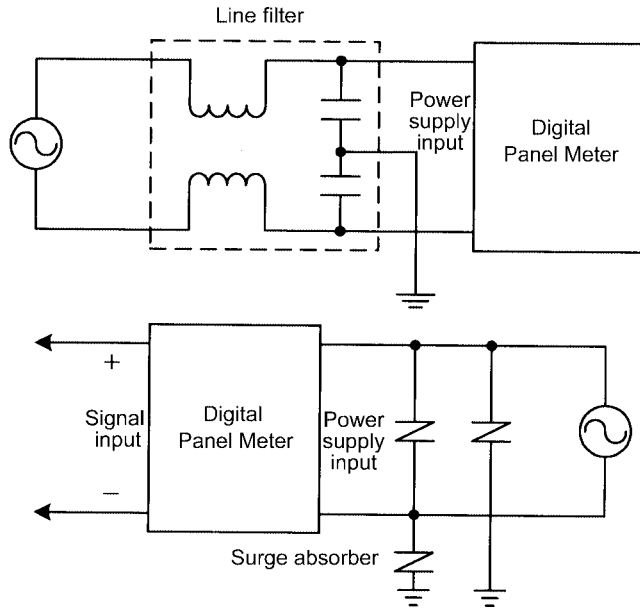 Line filter
Power
supply
input
Digital
Panel Meter
+
Signal
input
−
Digital
Panel Meter
Power
supply
input
Surge absorber